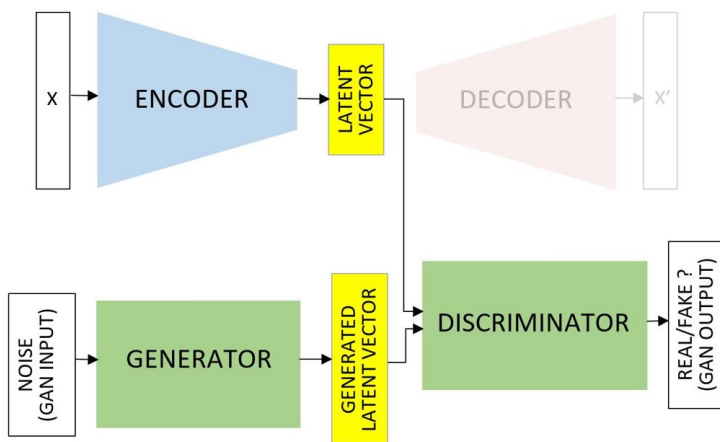 X
ENCODER
LATENT
VECTOR
DECODER
X'
NOISE
(GAN INPUT)
GENERATOR
GENERATED
LATENT VECTOR
DISCRIMINATOR
REAL/FAKE ?
(GAN OUTPUT)